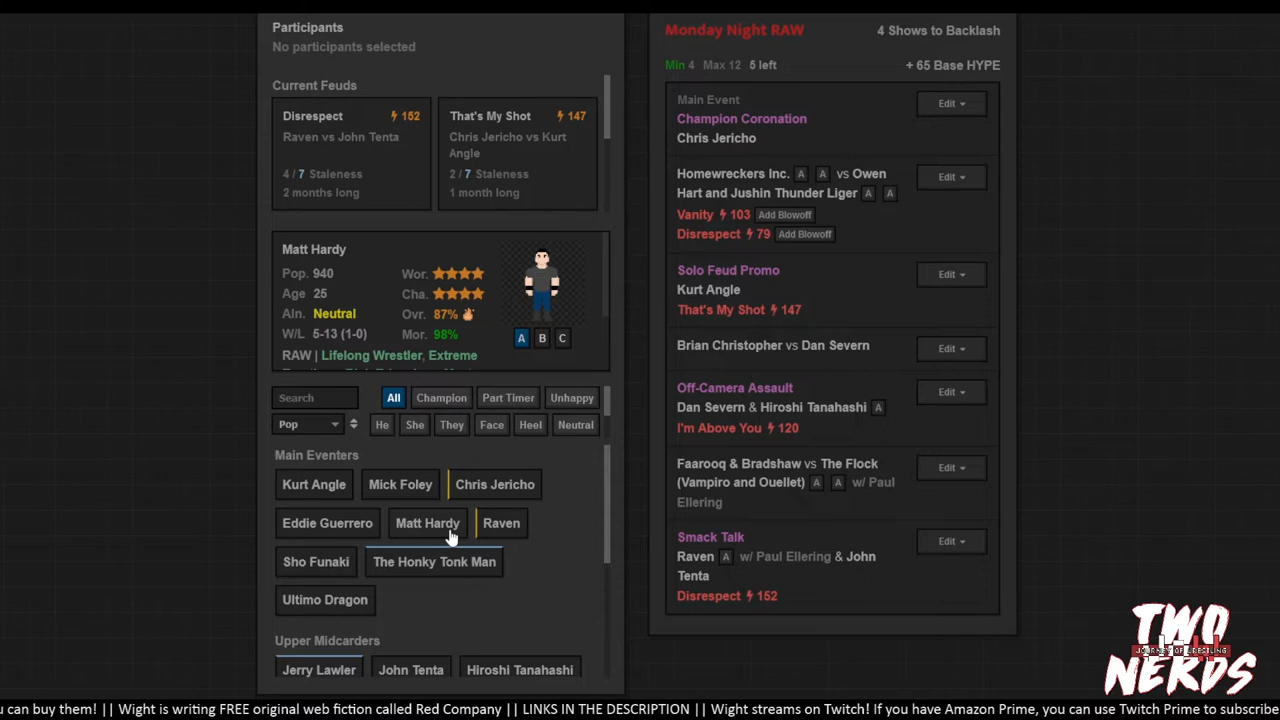 Participants
No participants selected
Current Feuds
Disrespect 152
Raven vs John Tenta
4 / 7 Staleness
2 months long
That's My Shot 147
Chris Jericho vs Kurt
Angle
2 / 7 Staleness
1 month long
Matt Hardy
Pop. 940
Age 25
Aln. Neutral
W/L 5-13 (1-0)
Wor.
Cha.
Ovr. 87%
Mor. 98%
A B C
RAW | Lifelong Wrestler, Extreme
Search
All Champion Part Timer Unhappy
Pop
He She They Face Heel Neutral
Main Eventers
Kurt Angle Mick Foley Chris Jericho
Eddie Guerrero Matt Hardy Raven
Sho Funaki The Honky Tonk Man
Ultimo Dragon
Upper Midcarders
Jerry Lawler John Tenta Hiroshi Tanahashi
Monday Night RAW 4 Shows to Backlash
Min 4 Max 12 5 left + 65 Base HYPE
Main Event
Champion Coronation
Chris Jericho
Edit
Homewreckers Inc. A A vs Owen
Hart and Jushin Thunder Liger A A
Vanity 103 Add Blowoff
Disrespect 79 Add Blowoff
Edit
Solo Feud Promo
Kurt Angle
That's My Shot 147
Edit
Brian Christopher vs Dan Severn
Edit
Off-Camera Assault
Dan Severn & Hiroshi Tanahashi A
I'm Above You 120
Edit
Faarooq & Bradshaw vs The Flock
(Vampiro and Ouellet) A A w/ Paul
Ellering
Edit
Smack Talk
Raven A w/ Paul Ellering & John
Tenta
Disrespect 152
Edit
TWO
JOURNEY OF WRESTLING
NERDS
u can buy them! || Wight is writing FREE original web fiction called Red Company || LINKS IN THE DESCRIPTION || Wight streams on Twitch! If you have Amazon Prime, you can use Twitch Prime to subscribe